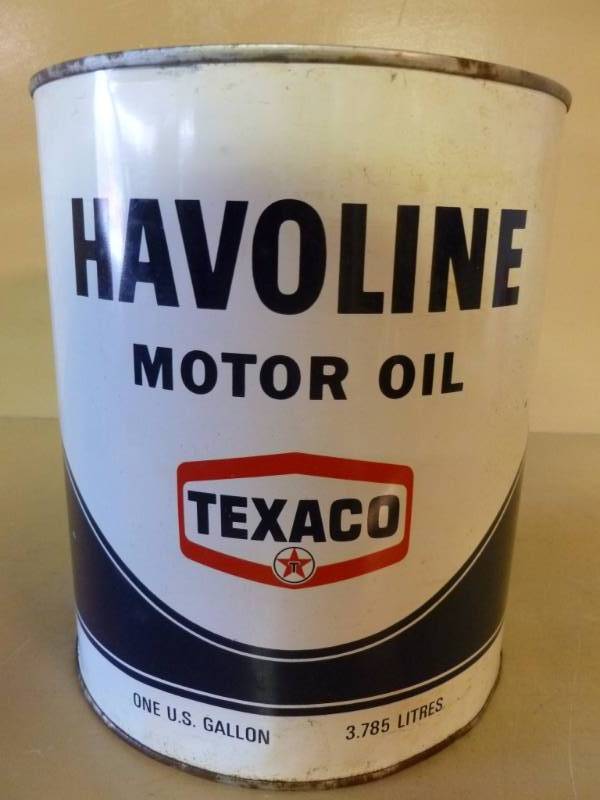 HAVOLINE
MOTOR OIL
TEXACO
T
ONE U.S. GALLON 3.785 LITRES